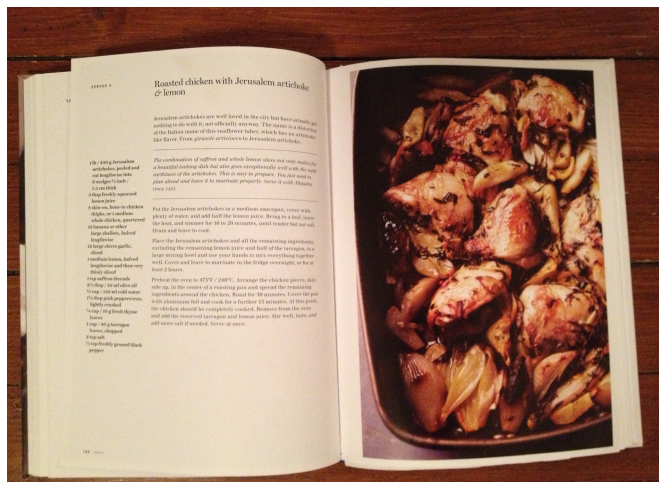 SERVES 4
Roasted chicken with Jerusalem artichoke
& lemon
Jerusalem artichokes are well loved in the city but have actually got
nothing to do with it; not officially anyway. The name is a distortion
of the Italian name of this sunflower tuber, which has an artichoke-
like flavor. From girasole articiocco to Jerusalem artichoke.
The combination of saffron and whole lemon slices not only makes for
a beautiful-looking dish but also goes exceptionally well with the nutty
earthiness of the artichokes. This is easy to prepare. You just need to
plan ahead and leave it to marinate properly. Serve it with
1 lb / 450 g Jerusalem
artichokes, peeled and
cut lengthwise into
6 wedges
1.5 cm thick
3 tbsp freshly squeezed
lemon juice
8 skin-on, bone-in chicken
thighs, or 1 medium
whole chicken, quartered
12 banana or other
large shallots, halved
lengthwise
12 large cloves garlic,
sliced
1 medium lemon, halved
lengthwise and then very
thinly sliced
1 tsp saffron threads
3½ tbsp / 50 ml olive oil
cup / 150 ml cold water
1¼ tbsp pink peppercorns,
lightly crushed
¼ cup / 10 g fresh thyme
leaves
1 cup / 40 g tarragon
leaves, chopped
2 tsp salt
½ tsp freshly ground black
pepper
Put the Jerusalem artichokes in a medium saucepan, cover with
plenty of water, and add half the lemon juice. Bring to a boil, lower
the heat, and simmer for 10 to 20 minutes, until tender but not soft.
Drain and leave to cool.
Place the Jerusalem artichokes and all the remaining ingredients,
excluding the remaining lemon juice and half of the tarragon, in a
large mixing bowl and use your hands to mix everything together
well. Cover and leave to marinate in the fridge overnight, or for at
least 2 hours.
Preheat the oven to 475°F / 240°C. Arrange the chicken pieces, skin
side up, in the center of a roasting pan and spread the remaining
ingredients around the chicken. Roast for 30 minutes. Cover the pan
with aluminum foil and cook for a further 15 minutes. At this point,
the chicken should be completely cooked. Remove from the oven
and add the reserved tarragon and lemon juice. Stir well, taste, and
add more salt if needed. Serve at once.
MEAT